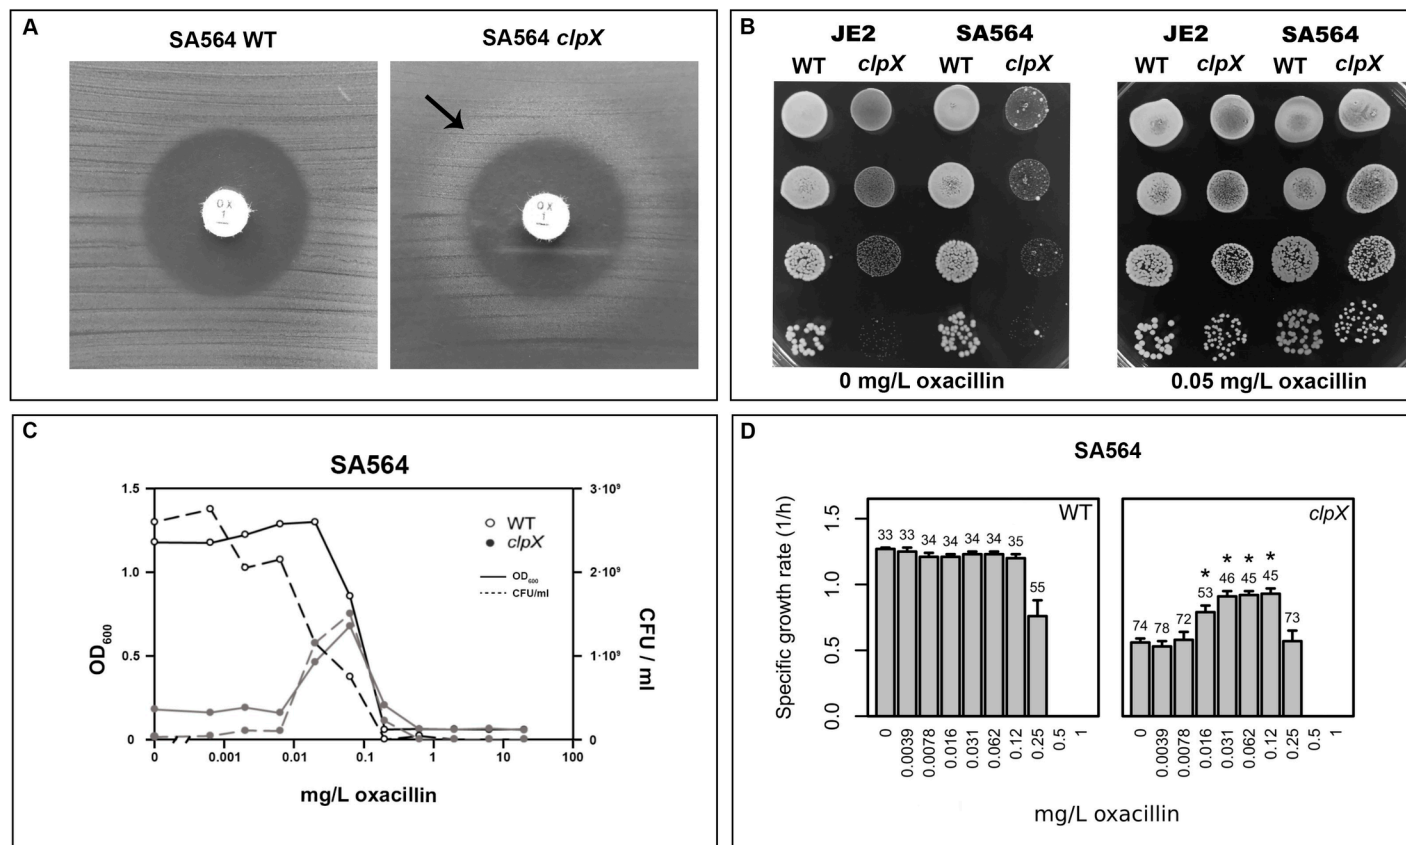 A
SA564 WT
SA564 clpX
OX
1
OX
1
B
JE2
SA564
WT
clpX
WT
clpX
JE2
SA564
WT
clpX
WT
clpX
0 mg/L oxacillin
0.05 mg/L oxacillin
C
SA564
1.5
1.0
0.5
0
OD600
3·10⁹
2·10⁹
1·10⁹
0
CFU / ml
WT
clpX
OD600
CFU/ml
0
0.001
0.01
0.1
1
10
100
mg/L oxacillin
D
SA564
Specific growth rate (1/h)
1.5
1.0
0.5
0.0
WT
33 33 34 34 34 34 35 55
0 0.0039 0.0078 0.016 0.031 0.062 0.12 0.25 0.5 1
clpX
* * * *
74 78 72 53 46 45 45 73
0 0.0039 0.0078 0.016 0.031 0.062 0.12 0.25 0.5 1
mg/L oxacillin